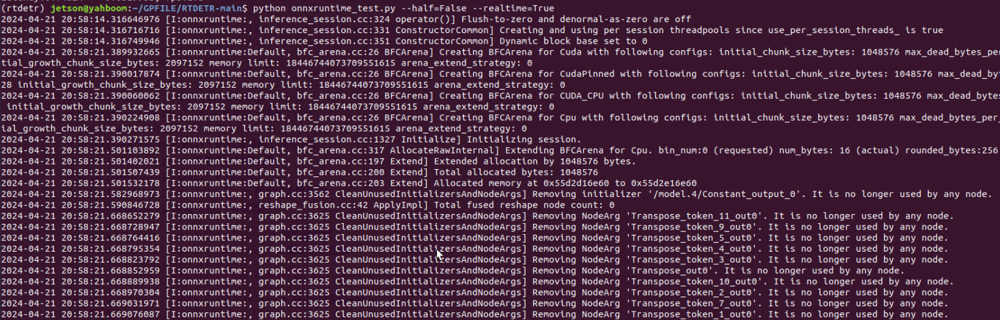 (rtdetr) jetson@yahboom:~/GPFILE/RTDETR-main$ python onnxruntime_test.py --half=False --realtime=True
2024-04-21 20:58:14.316646976 [I:onnxruntime:, inference_session.cc:324 operator()] Flush-to-zero and denormal-as-zero are off
2024-04-21 20:58:14.316716716 [I:onnxruntime:, inference_session.cc:331 ConstructorCommon] Creating and using per session threadpools since use_per_session_threads_ is true
2024-04-21 20:58:14.316749946 [I:onnxruntime:, inference_session.cc:351 ConstructorCommon] Dynamic block base set to 0
2024-04-21 20:58:21.389932665 [I:onnxruntime:Default, bfc_arena.cc:26 BFCArena] Creating BFCArena for Cuda with following configs: initial_chunk_size_bytes: 1048576 max_dead_bytes_per
tial_growth_chunk_size_bytes: 2097152 memory limit: 18446744073709551615 arena_extend_strategy: 0
2024-04-21 20:58:21.390017874 [I:onnxruntime:Default, bfc_arena.cc:26 BFCArena] Creating BFCArena for CudaPinned with following configs: initial_chunk_size_bytes: 1048576 max_dead_by
28 initial_growth_chunk_size_bytes: 2097152 memory limit: 18446744073709551615 arena_extend_strategy: 0
2024-04-21 20:58:21.390060062 [I:onnxruntime:Default, bfc_arena.cc:26 BFCArena] Creating BFCArena for CUDA_CPU with following configs: initial_chunk_size_bytes: 1048576 max_dead_bytes
initial_growth_chunk_size_bytes: 2097152 memory limit: 18446744073709551615 arena_extend_strategy: 0
2024-04-21 20:58:21.390224908 [I:onnxruntime:Default, bfc_arena.cc:26 BFCArena] Creating BFCArena for Cpu with following configs: initial_chunk_size_bytes: 1048576 max_dead_bytes_per_
ial_growth_chunk_size_bytes: 2097152 memory limit: 18446744073709551615 arena_extend_strategy: 0
2024-04-21 20:58:21.390271575 [I:onnxruntime:, inference_session.cc:1327 Initialize] Initializing session.
2024-04-21 20:58:21.501103892 [I:onnxruntime:Default, bfc_arena.cc:317 AllocateRawInternal] Extending BFCArena for Cpu. bin_num:0 (requested) num_bytes: 16 (actual) rounded_bytes:256
2024-04-21 20:58:21.501402021 [I:onnxruntime:Default, bfc_arena.cc:197 Extend] Extended allocation by 1048576 bytes.
2024-04-21 20:58:21.501507439 [I:onnxruntime:Default, bfc_arena.cc:200 Extend] Total allocated bytes: 1048576
2024-04-21 20:58:21.501532178 [I:onnxruntime:Default, bfc_arena.cc:203 Extend] Allocated memory at 0x55d2d16e60 to 0x55d2e16e60
2024-04-21 20:58:21.582968973 [I:onnxruntime:, graph.cc:3562 CleanUnusedInitializersAndNodeArgs] Removing initializer '/model.4/Constant_output_0'. It is no longer used by any node.
2024-04-21 20:58:21.590846728 [I:onnxruntime:, reshape_fusion.cc:42 ApplyImpl] Total fused reshape node count: 0
2024-04-21 20:58:21.668652279 [I:onnxruntime:, graph.cc:3625 CleanUnusedInitializersAndNodeArgs] Removing NodeArg 'Transpose_token_11_out0'. It is no longer used by any node.
2024-04-21 20:58:21.668728947 [I:onnxruntime:, graph.cc:3625 CleanUnusedInitializersAndNodeArgs] Removing NodeArg 'Transpose_token_9_out0'. It is no longer used by any node.
2024-04-21 20:58:21.668764416 [I:onnxruntime:, graph.cc:3625 CleanUnusedInitializersAndNodeArgs] Removing NodeArg 'Transpose_token_5_out0'. It is no longer used by any node.
2024-04-21 20:58:21.668795354 [I:onnxruntime:, graph.cc:3625 CleanUnusedInitializersAndNodeArgs] Removing NodeArg 'Transpose_token_4_out0'. It is no longer used by any node.
2024-04-21 20:58:21.668823792 [I:onnxruntime:, graph.cc:3625 CleanUnusedInitializersAndNodeArgs] Removing NodeArg 'Transpose_token_3_out0'. It is no longer used by any node.
2024-04-21 20:58:21.668852959 [I:onnxruntime:, graph.cc:3625 CleanUnusedInitializersAndNodeArgs] Removing NodeArg 'Transpose_out0'. It is no longer used by any node.
2024-04-21 20:58:21.668889938 [I:onnxruntime:, graph.cc:3625 CleanUnusedInitializersAndNodeArgs] Removing NodeArg 'Transpose_token_10_out0'. It is no longer used by any node.
2024-04-21 20:58:21.668970304 [I:onnxruntime:, graph.cc:3625 CleanUnusedInitializersAndNodeArgs] Removing NodeArg 'Transpose_token_2_out0'. It is no longer used by any node.
2024-04-21 20:58:21.669031971 [I:onnxruntime:, graph.cc:3625 CleanUnusedInitializersAndNodeArgs] Removing NodeArg 'Transpose_token_7_out0'. It is no longer used by any node.
2024-04-21 20:58:21.669076087 [I:onnxruntime:, graph.cc:3625 CleanUnusedInitializersAndNodeArgs] Removing NodeArg 'Transpose_token_1_out0'. It is no longer used by any node.